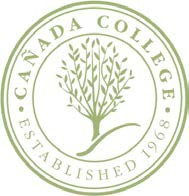 · CAÑADA COLLEGE ·
ESTABLISHED 1968